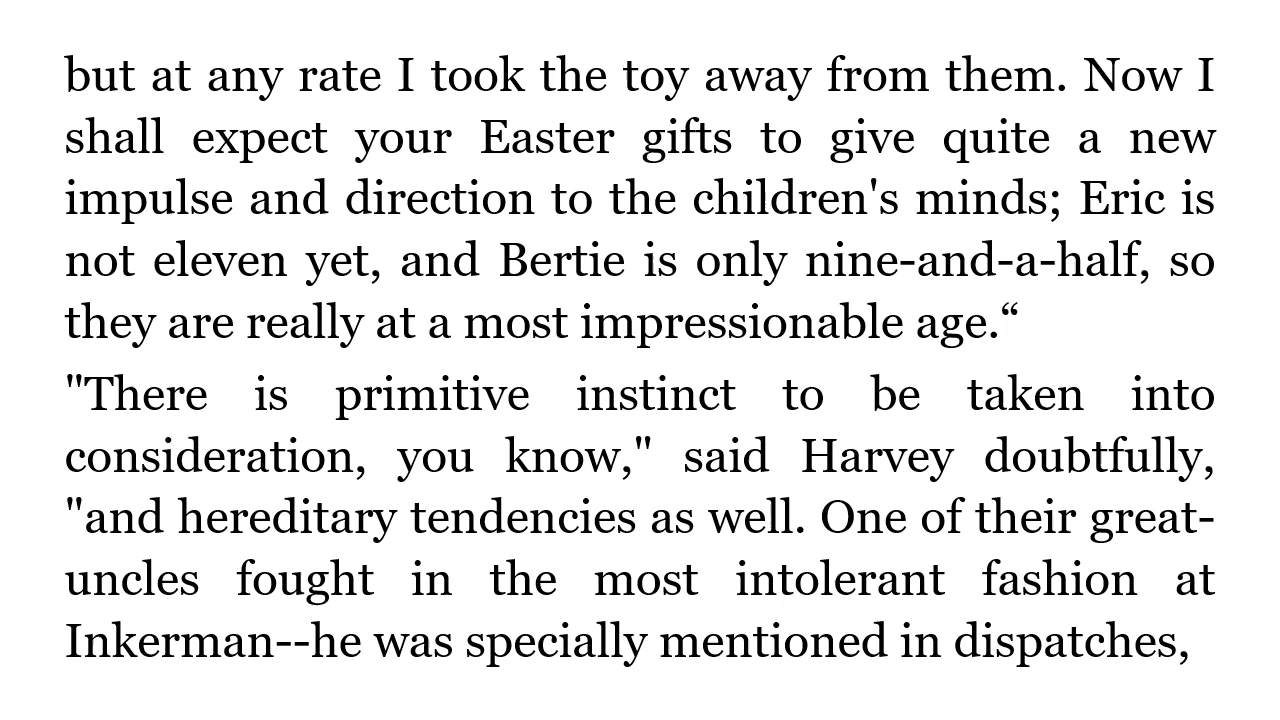 but at any rate I took the toy away from them. Now I
shall expect your Easter gifts to give quite a new
impulse and direction to the children's minds; Eric is
not eleven yet, and Bertie is only nine-and-a-half, so
they are really at a most impressionable age.“
"There is primitive instinct to be taken into
consideration, you know," said Harvey doubtfully,
"and hereditary tendencies as well. One of their great-
uncles fought in the most intolerant fashion at
Inkerman--he was specially mentioned in dispatches,